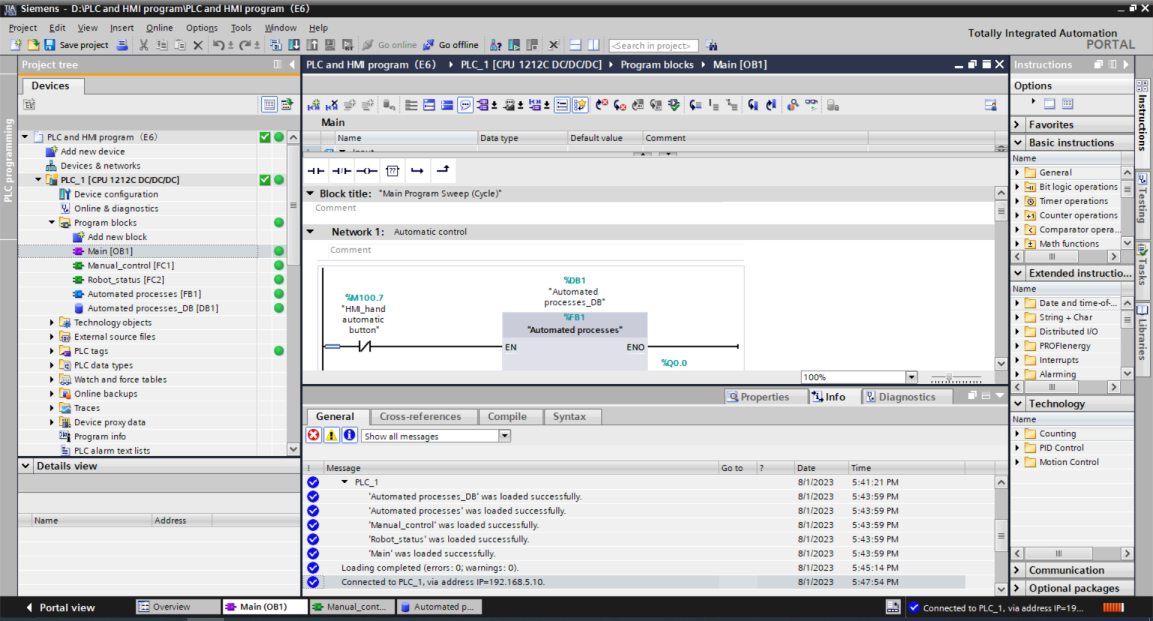 Siemens - D:\PLC and HMI program\PLC and HMI program (E6)
Project Edit View Insert Online Options Tools Window Help
Totally Integrated Automation
PORTAL
Save project
Go online
Go offline
<Search in project>
Project tree
PLC and HMI program (E6) PLC_1 [CPU 1212C DC/DC/DC] Program blocks Main [OB1]
Instructions
Devices
Options
PLC programming
Instructions
Testing
Tasks
Libraries
PLC and HMI program (E6)
Add new device
Devices & networks
PLC_1 [CPU 1212C DC/DC/DC]
Device configuration
Online & diagnostics
Program blocks
Add new block
Main [OB1]
Manual_control [FC1]
Robot_status [FC2]
Automated processes [FB1]
Automated processes_DB [DB1]
Technology objects
External source files
PLC tags
PLC data types
Watch and force tables
Online backups
Traces
Device proxy data
Program info
PLC alarm text lists
Details view
Name Address
Main
Name Data type Default value Comment
Block title: "Main Program Sweep (Cycle)"
Comment
Network 1: Automatic control
Comment
%DB1
"Automated
processes_DB"
%M100.7
"HMI_hand
automatic
button"
%FB1
"Automated processes"
EN ENO
%Q0.0
100%
Properties Info Diagnostics
General Cross-references Compile Syntax
Show all messages
! Message Go to ? Date Time
PLC_1 8/1/2023 5:41:21 PM
'Automated processes_DB' was loaded successfully. 8/1/2023 5:43:59 PM
'Automated processes' was loaded successfully. 8/1/2023 5:43:59 PM
'Manual_control' was loaded successfully. 8/1/2023 5:43:59 PM
'Robot_status' was loaded successfully. 8/1/2023 5:43:59 PM
'Main' was loaded successfully. 8/1/2023 5:43:59 PM
Loading completed (errors: 0; warnings: 0). 8/1/2023 5:45:14 PM
Connected to PLC_1, via address IP=192.168.5.10. 8/1/2023 5:47:54 PM
Favorites
Basic instructions
Name
General
Bit logic operations
Timer operations
Counter operations
Comparator opera...
Math functions
Extended instructio...
Name
Date and time-of-...
String + Char
Distributed I/O
PROFIenergy
Interrupts
Alarming
Technology
Name
Counting
PID Control
Motion Control
Communication
Optional packages
Portal view Overview Main (OB1) Manual_cont... Automated p...
Connected to PLC_1, via address IP=19...